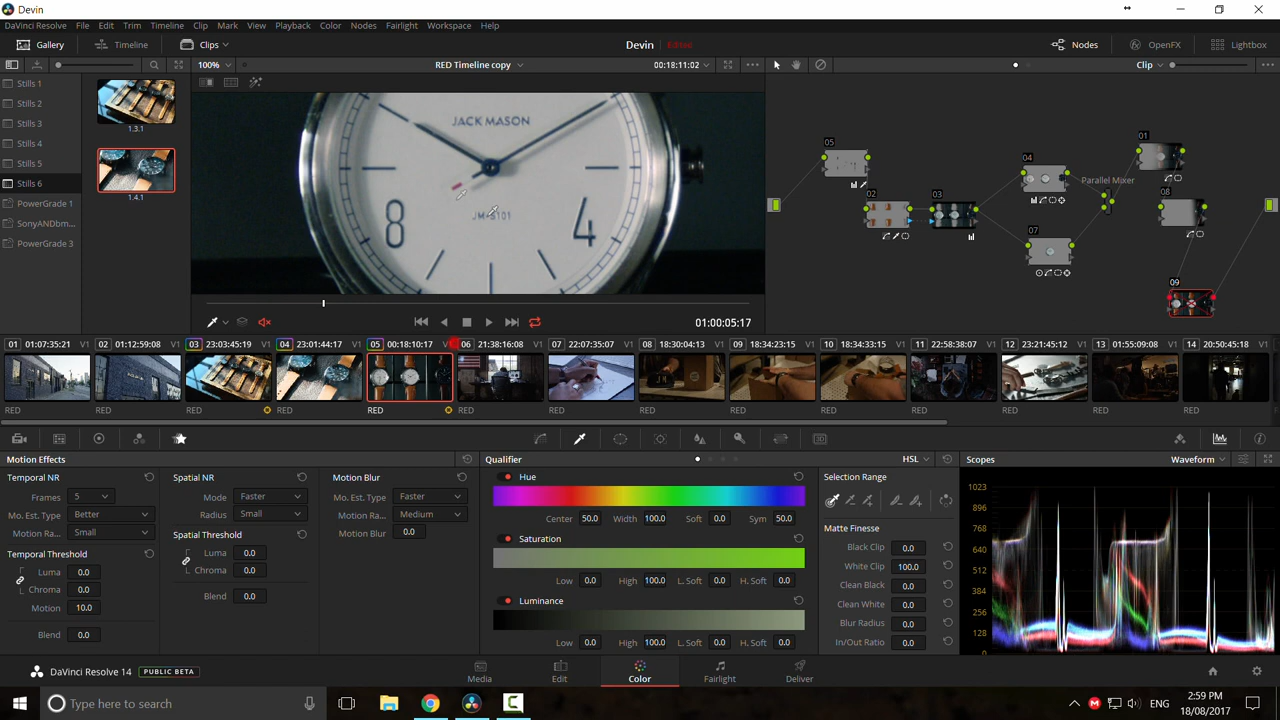 Devin
DaVinci Resolve File Edit Trim Timeline Clip Mark View Playback Color Nodes Fairlight Workspace Help
Gallery Timeline Clips Devin Edited Nodes OpenFX Lightbox
100% RED Timeline copy 00:18:11:02 Clip
Stills 1
Stills 2
Stills 3
Stills 4
Stills 5
Stills 6
PowerGrade 1
SonyANDbm...
PowerGrade 3
1.3.1
1.4.1
JACK MASON
8 4
05
02
03
04
07
01
08
09
Parallel Mixer
01:00:05:17
01 01:07:35:21 V1 02 01:12:59:08 V1 03 23:03:45:19 V1 04 23:01:44:17 V1 05 00:18:10:17 06 21:38:16:08 V1 07 22:07:35:07 V1 08 18:30:04:13 V1 09 18:34:23:15 V1 10 18:34:33:15 V1 11 22:58:38:07 V1 12 23:21:45:12 V1 13 01:55:09:08 V1 14 20:50:45:18 V1
RED RED RED RED RED RED RED RED RED RED RED RED RED RED
Motion Effects Qualifier HSL Scopes Waveform
Temporal NR
Frames 5
Mo. Est. Type Better
Motion Ra... Small
Temporal Threshold
Luma 0.0
Chroma 0.0
Motion 10.0
Blend 0.0
Spatial NR
Mode Faster
Radius Small
Spatial Threshold
Luma 0.0
Chroma 0.0
Blend 0.0
Motion Blur
Mo. Est. Type Faster
Motion Ra... Medium
Motion Blur 0.0
Hue
Center 50.0 Width 100.0 Soft 0.0 Sym 50.0
Saturation
Low 0.0 High 100.0 L. Soft 0.0 H. Soft 0.0
Luminance
Low 0.0 High 100.0 L. Soft 0.0 H. Soft 0.0
Selection Range
Matte Finesse
Black Clip 0.0
White Clip 100.0
Clean Black 0.0
Clean White 0.0
Blur Radius 0.0
In/Out Ratio 0.0
1023
896
768
640
512
384
256
128
0
DaVinci Resolve 14 PUBLIC BETA
Media Edit Color Fairlight Deliver
Type here to search
ENG
2:59 PM
18/08/2017